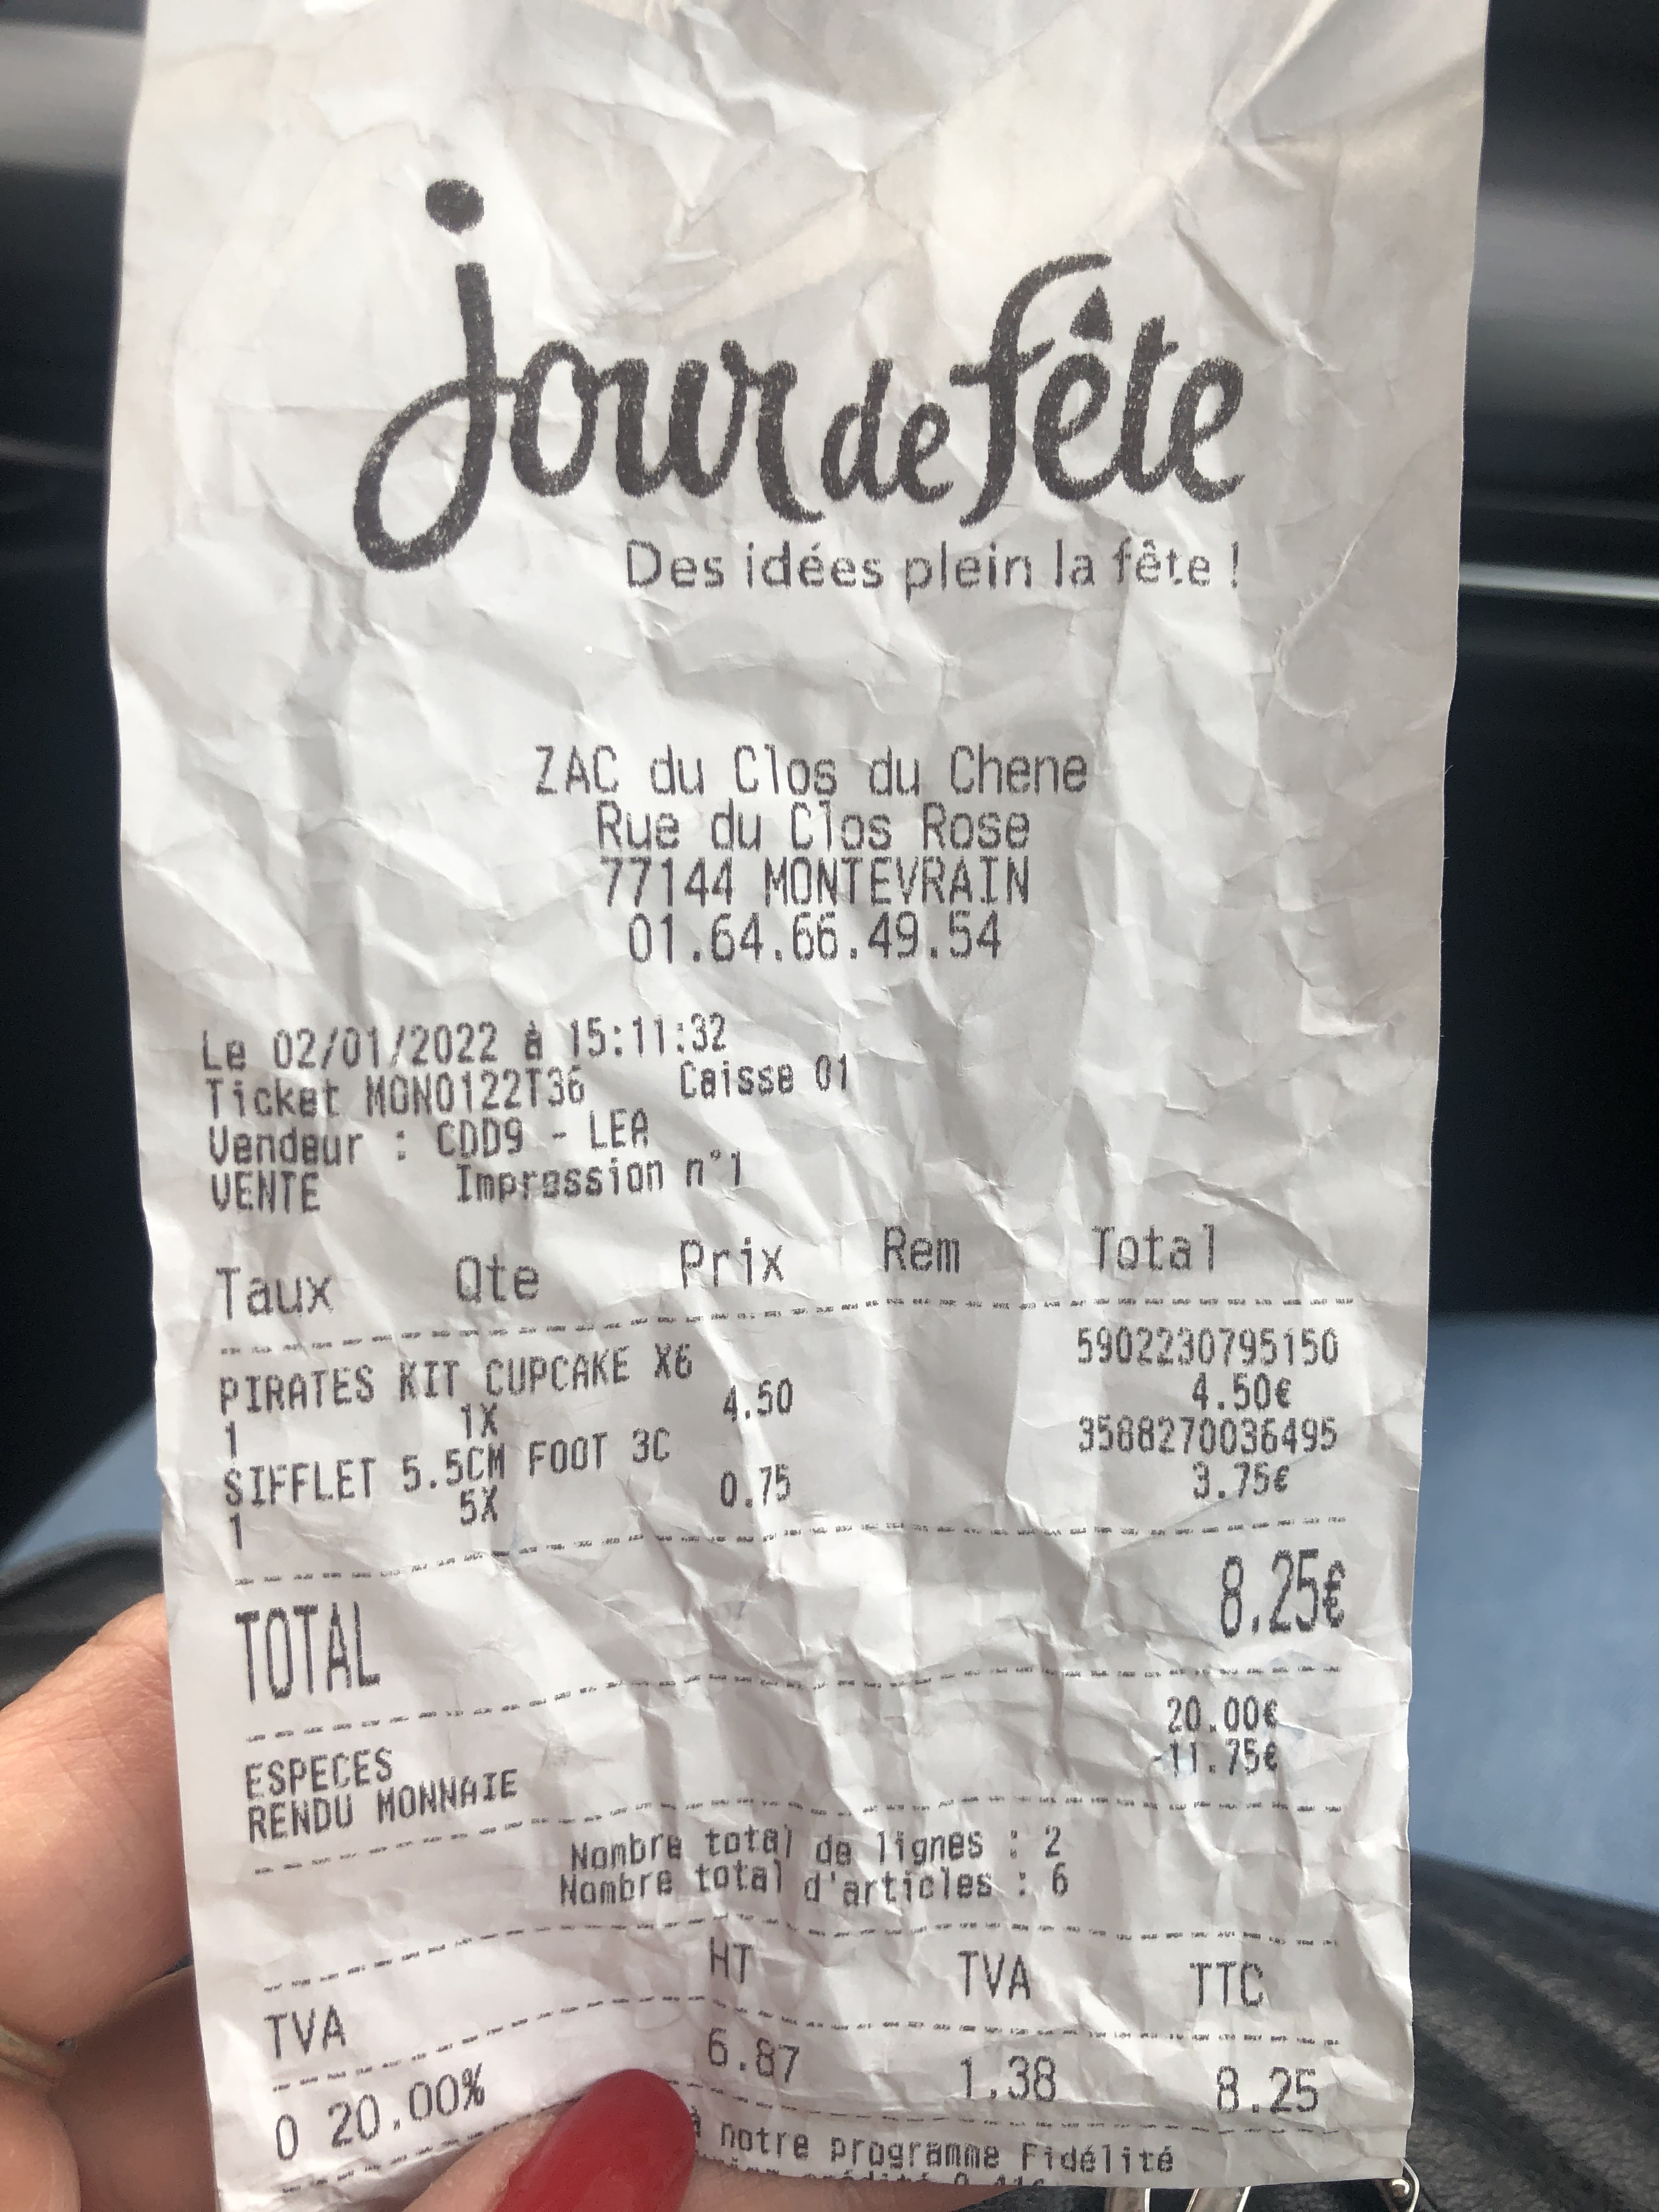 jour de fête
Des idées plein la fête !
ZAC du Clos du Chene
Rue du Clos Rose
77144 MONTEVRAIN
01.64.66.49.54
Le 02/01/2022 à 15:11:32
Ticket MON0122T36 Caisse 01
Vendeur : CDD9 - LEA
VENTE Impression n°1
Taux Qte Prix Rem Total
PIRATES KIT CUPCAKE X6 5902230795150
1 1X 4.50 4.50€
SIFFLET 5.5CM FOOT 3C 3588270036495
1 5X 0.75 3.75€
TOTAL 8.25€
ESPECES 20.00€
RENDU MONNAIE -11.75€
Nombre total de lignes : 2
Nombre total d'articles : 6
TVA HT TVA TTC
0 20.00% 6.87 1.38 8.25
à notre programme Fidélité